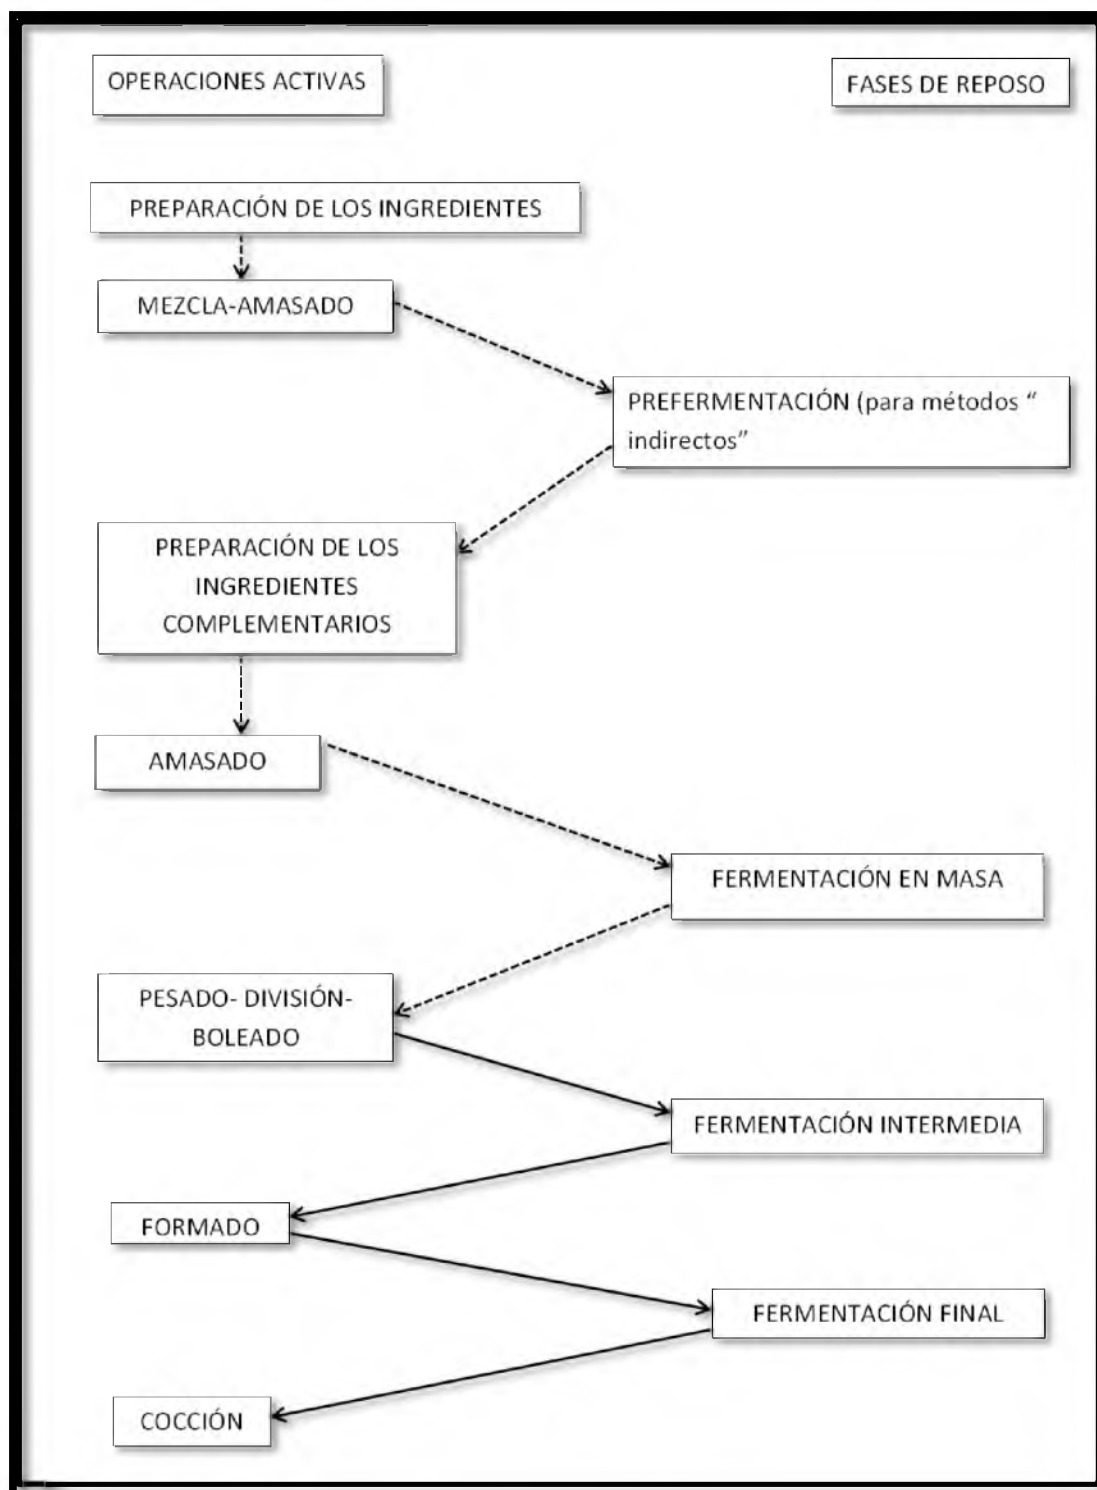 OPERACIONES ACTIVAS
FASES DE REPOSO
PREPARACIÓN DE LOS INGREDIENTES
MEZCLA-AMASADO
PREFERMENTACIÓN (para métodos “
indirectos”
PREPARACIÓN DE LOS
INGREDIENTES
COMPLEMENTARIOS
AMASADO
FERMENTACIÓN EN MASA
PESADO- DIVISIÓN-
BOLEADO
FERMENTACIÓN INTERMEDIA
FORMADO
FERMENTACIÓN FINAL
COCCIÓN